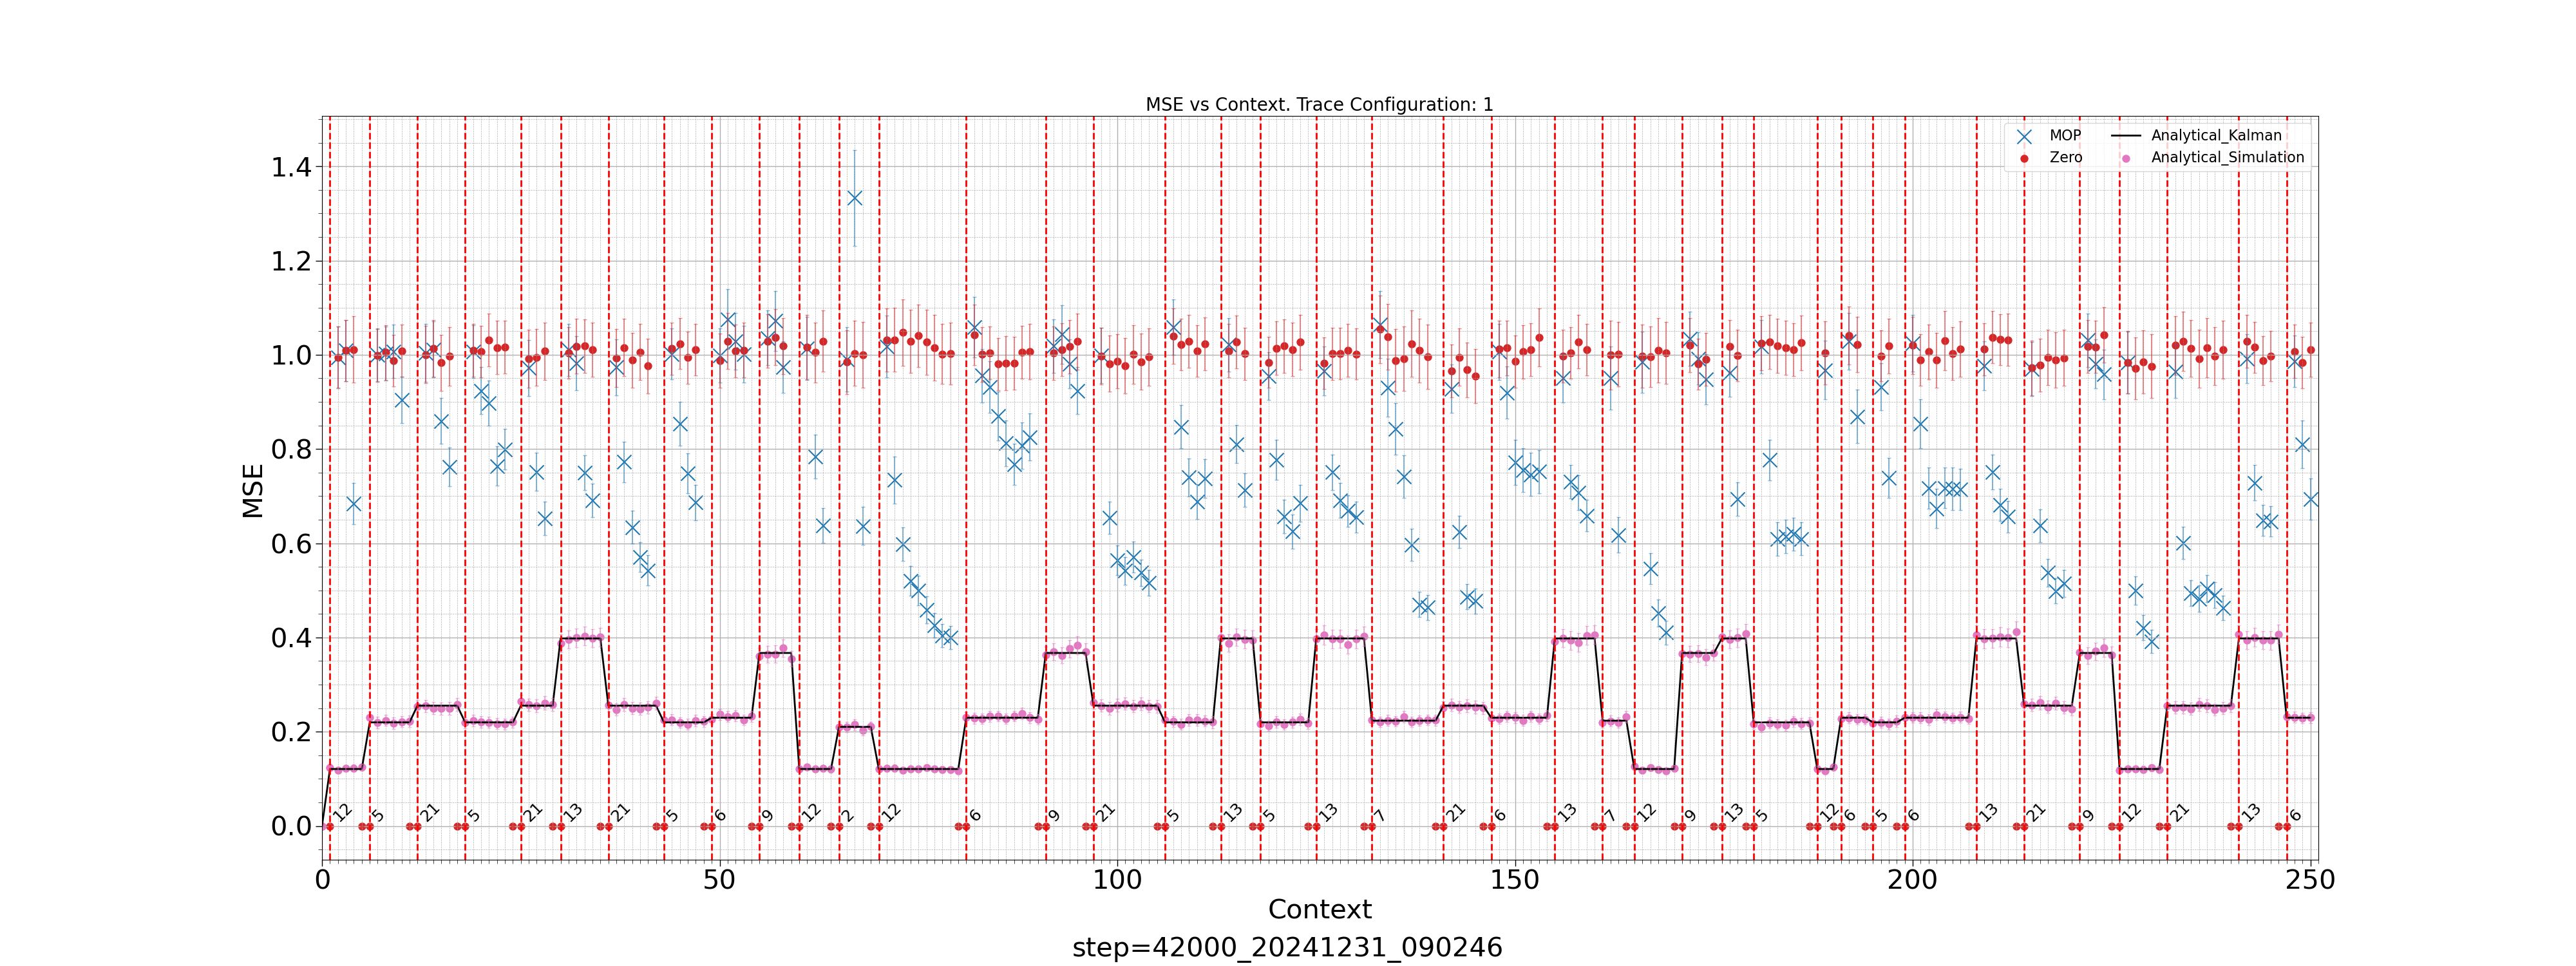 MSE vs Context. Trace Configuration: 1
MOP
Zero
Analytical_Kalman
Analytical_Simulation
MSE
1.4
1.2
1.0
0.8
0.6
0.4
0.2
0.0
12 5 21 5 21 13 21 5 6 9 12 2 12 6 9 21 5 13 5 13 7 21 6 13 7 12 9 13 5 12 6 5 6 13 21 9 12 21 13 6
0 50 100 150 200 250
Context
step=42000_20241231_090246